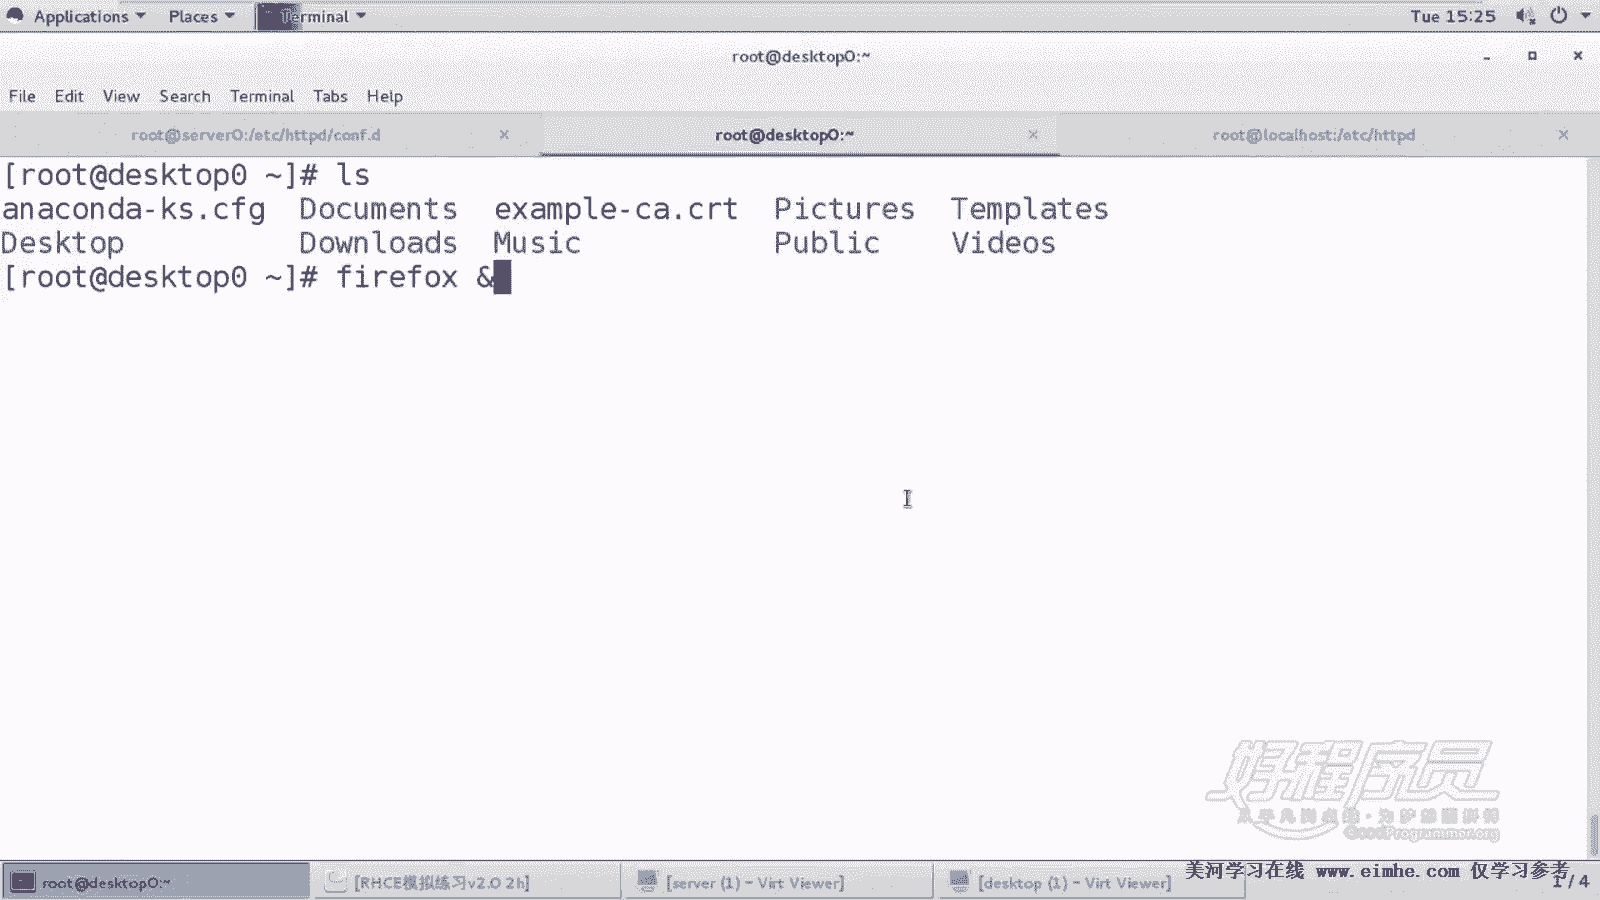 Applications Places Terminal Tue 15:25
root@desktop0:~
File Edit View Search Terminal Tabs Help
root@server0:/etc/httpd/conf.d root@desktop0:~ root@localhost:/etc/httpd
[root@desktop0 ~]# ls
anaconda-ks.cfg Documents example-ca.crt Pictures Templates
Desktop Downloads Music Public Videos
[root@desktop0 ~]# firefox &
好程序员
GoodProgrammer.org
美河学习在线 www.eimhe.com 仅学习参考
root@desktop0:~ [RHCE模拟练习v2.0 2h] [server (1) - Virt Viewer] [desktop (1) - Virt Viewer] 1 / 4